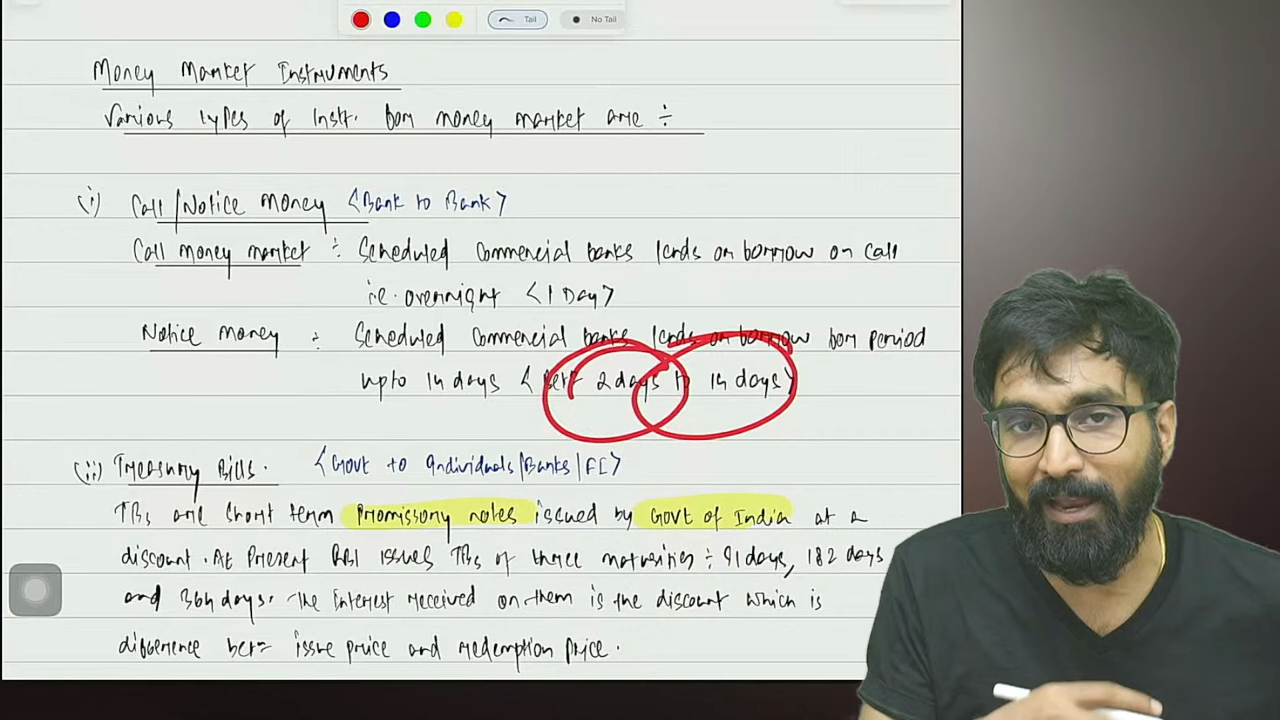 Tail
No Tail
Money Market Instruments
Various types of Instr. for money market are ÷
(i) Call/Notice Money <Bank to Bank>
Call money market ÷ Scheduled commercial banks lends or borrow on call
i.e. overnight <1 Day>
Notice Money ÷ Scheduled commercial banks lends or borrow for period
upto 14 days < betn 2 days to 14 days>
(ii) Treasury Bills. <Govt to Individuals/Banks/FI>
TBs are short term promissory notes issued by Govt of India at a
discount. At present RBI issues TBs of three maturities ÷ 91 days, 182 days
and 364 days. The interest received on them is the discount which is
difference betn issue price and redemption price.